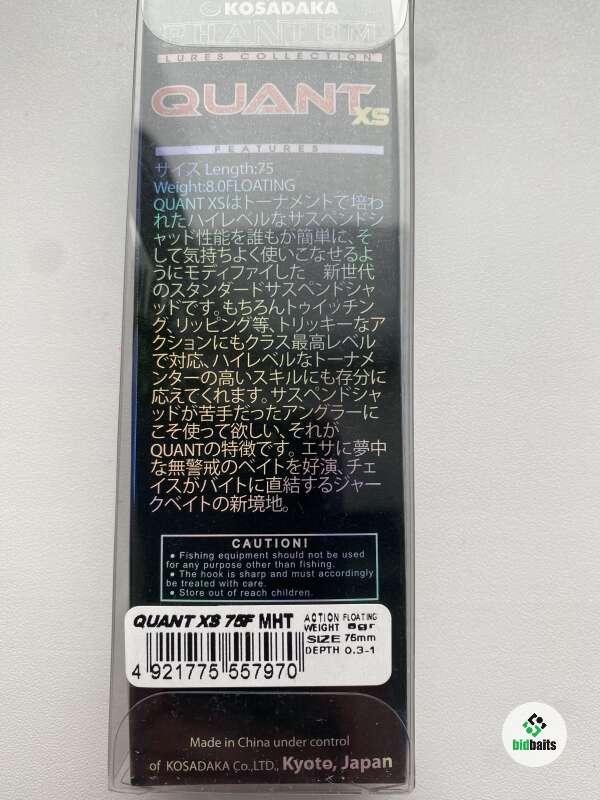 KOSADAKA
PHANTOM
LURES COLLECTION
QUANT XS
FEATURES
サイズ Length:75
Weight:8.0FLOATING
QUANT XSはトーナメントで培わ
れたハイレベルなサスペンドシ
ャッド性能を誰もが簡単に、そ
して気持ちよく使いこなせるよ
うにモディファイした 新世代
のスタンダードサスペンドシャ
ッドです。もちろんトゥイッチン
グ、リッピング等、トリッキーなア
クションにもクラス最高レベル
で対応、ハイレベルなトーナメ
ンターの高いスキルにも存分に
応えてくれます。サスペンドシャ
ッドが苦手だったアングラーに
こそ使って欲しい、それが
QUANTの特徴です。エサに夢中
な無警戒のベイトを好演、チェ
イスがバイトに直結するジャー
クベイトの新境地。
CAUTION!
● Fishing equipment should not be used
for any purpose other than fishing.
● The hook is sharp and must accordingly
be treated with care.
● Store out of reach children.
QUANT XS 75F MHT
ACTION FLOATING
WEIGHT 8gr
SIZE 75mm
DEPTH 0.3-1
4 921775 557970
Made in China under control
of KOSADAKA Co.,LTD., Kyoto, Japan
bidbaits